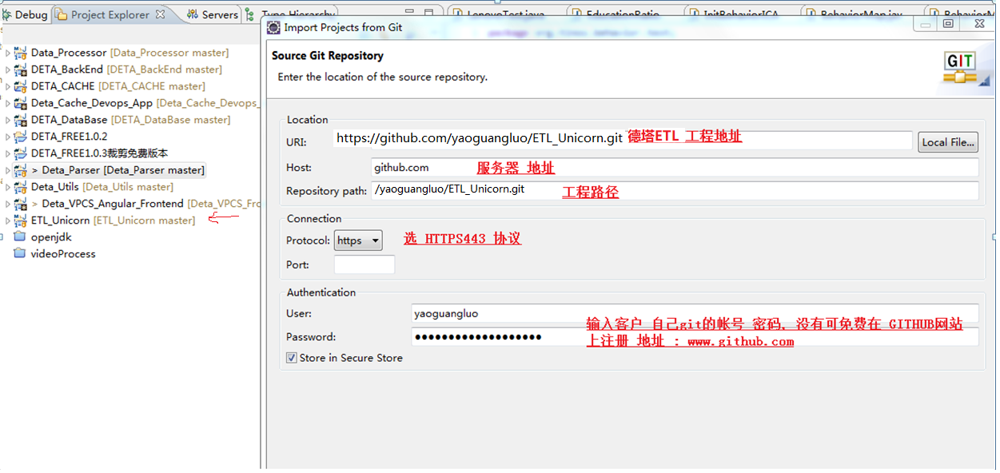 Debug Project Explorer Servers Type Hierarchy LenovoTest.java EducationRatio InitBehaviorICA BehaviorMap.jav BehaviorM
Import Projects from Git
Source Git Repository
Enter the location of the source repository.
GIT
Data_Processor [Data_Processor master]
DETA_BackEnd [DETA_BackEnd master]
DETA_CACHE [DETA_CACHE master]
Deta_Cache_Devops_App [Deta_Cache_Devops_
DETA_DataBase [DETA_DataBase master]
DETA_FREE1.0.2
DETA_FREE1.0.3裁剪免费版本
> Deta_Parser [Deta_Parser master]
Deta_Utils [Deta_Utils master]
> Deta_VPCS_Angular_Frontend [Deta_VPCS_Fro
ETL_Unicorn [ETL_Unicorn master]
openjdk
videoProcess
Location
URI: https://github.com/yaoguangluo/ETL_Unicorn.git 德塔ETL 工程地址 Local File...
Host: github.com 服务器 地址
Repository path: /yaoguangluo/ETL_Unicorn.git 工程路径
Connection
Protocol: https 选 HTTPS443 协议
Port:
Authentication
User: yaoguangluo
输入客户 自己git的帐号 密码, 没有可免费在 GITHUB网站
Password: ●●●●●●●●●●●●●●●●●●●
上注册 地址 : www.github.com
Store in Secure Store